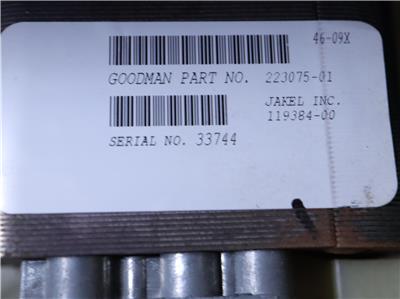 46-09X
GOODMAN PART NO. 223075-01
JAKEL INC.
119384-00
SERIAL NO. 33744